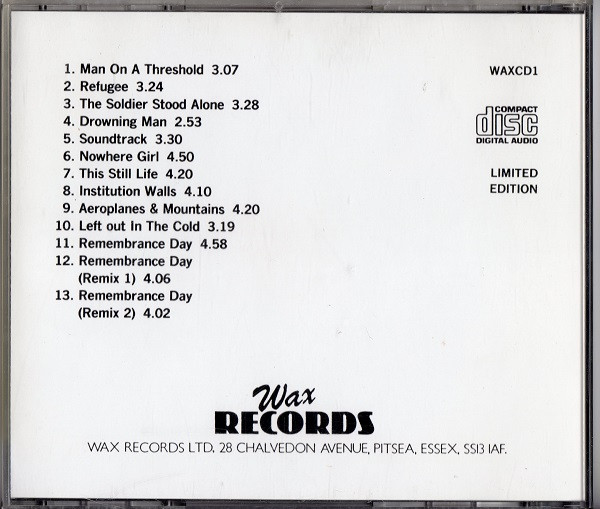 1. Man On A Threshold 3.07
2. Refugee 3.24
3. The Soldier Stood Alone 3.28
4. Drowning Man 2.53
5. Soundtrack 3.30
6. Nowhere Girl 4.50
7. This Still Life 4.20
8. Institution Walls 4.10
9. Aeroplanes & Mountains 4.20
10. Left out In The Cold 3.19
11. Remembrance Day 4.58
12. Remembrance Day
(Remix 1) 4.06
13. Remembrance Day
(Remix 2) 4.02
WAXCD1
COMPACT
disc
DIGITAL AUDIO
LIMITED
EDITION
Wax
RECORDS
WAX RECORDS LTD. 28 CHALVEDON AVENUE, PITSEA, ESSEX, SS13 1AF.